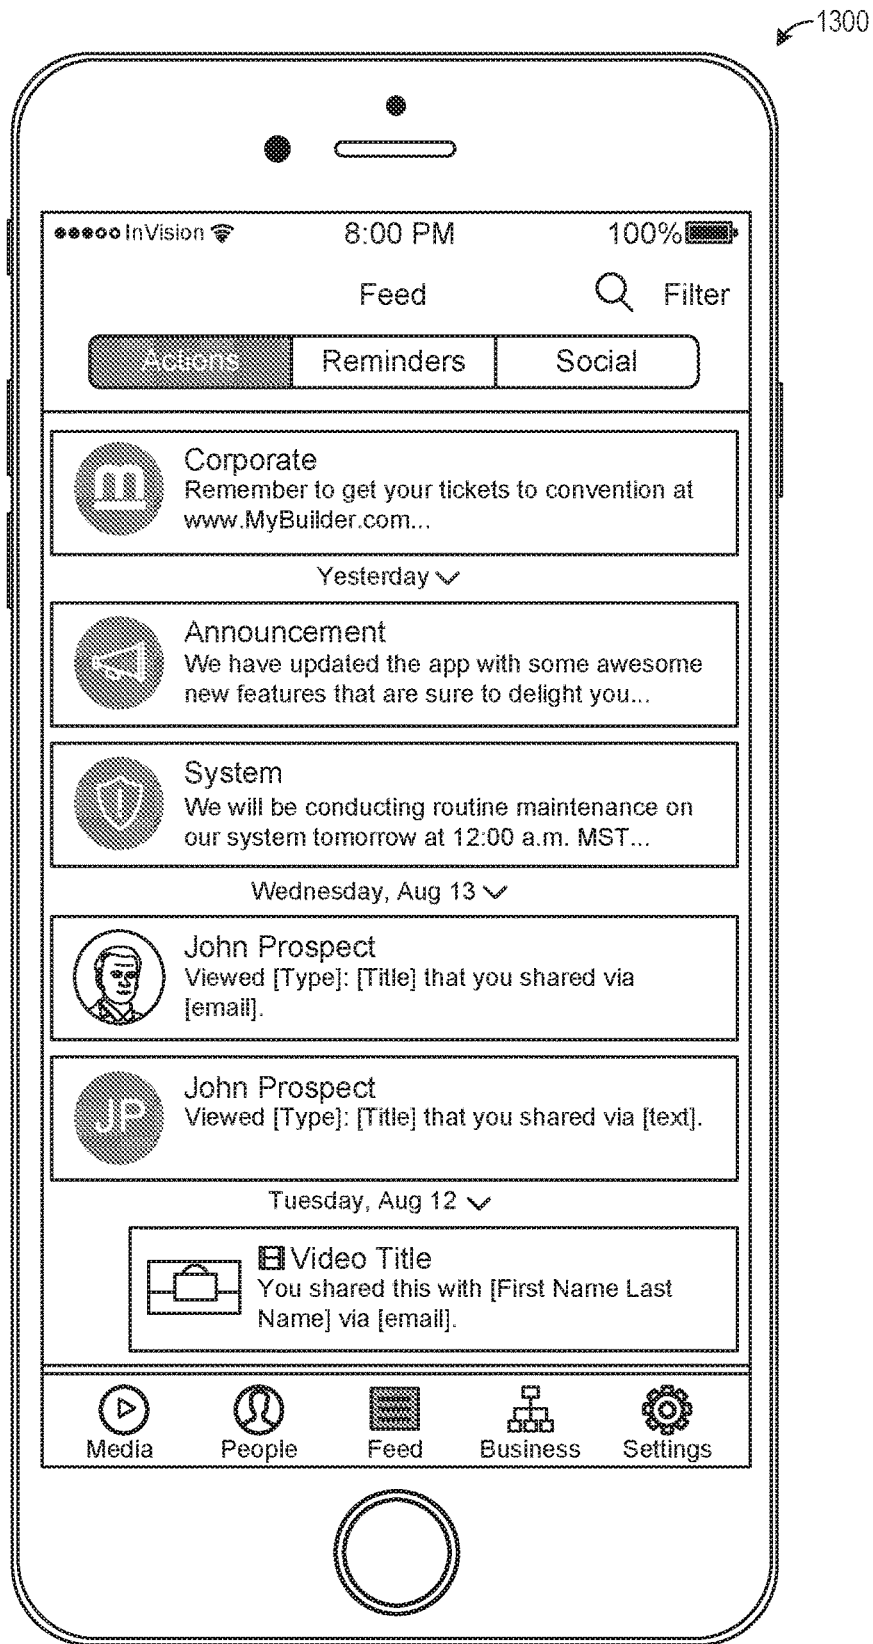 1300
InVision 8:00 PM 100%
Feed Filter
Actions Reminders Social
m
Corporate
Remember to get your tickets to convention at
www.MyBuilder.com...
Yesterday
Announcement
We have updated the app with some awesome
new features that are sure to delight you...
System
We will be conducting routine maintenance on
our system tomorrow at 12:00 a.m. MST...
Wednesday, Aug 13
John Prospect
Viewed [Type]: [Title] that you shared via
[email].
JP
John Prospect
Viewed [Type]: [Title] that you shared via [text].
Tuesday, Aug 12
Video Title
You shared this with [First Name Last
Name] via [email].
Media People Feed Business Settings